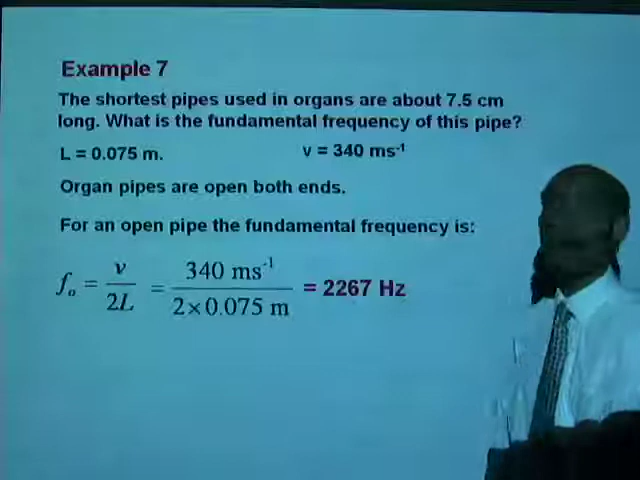 Example 7
The shortest pipes used in organs are about 7.5 cm
long. What is the fundamental frequency of this pipe?
L = 0.075 m. v = 340 ms⁻¹
Organ pipes are open both ends.
For an open pipe the fundamental frequency is:
fₒ = v / 2L = 340 ms⁻¹ / 2×0.075 m = 2267 Hz